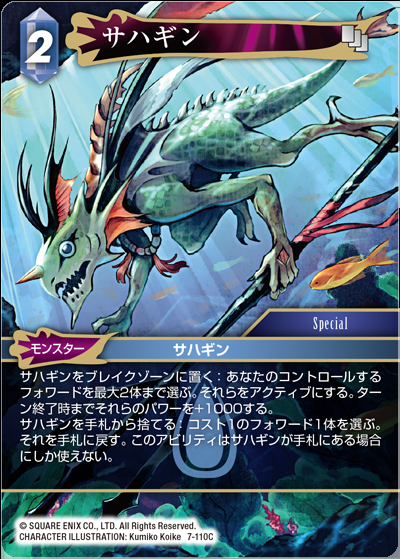 2
サハギン
Special
モンスター
サハギン
サハギンをブレイクゾーンに置く：あなたのコントロールする
フォワードを最大2体まで選ぶ。それらをアクティブにする。ター
ン終了時までそれらのパワーを+1000する。
サハギンを手札から捨てる：コスト1のフォワード1体を選ぶ。
それを手札に戻す。このアビリティはサハギンが手札にある場合
にしか使えない。
© SQUARE ENIX CO., LTD. All Rights Reserved.
CHARACTER ILLUSTRATION: Kumiko Koike 7-110C